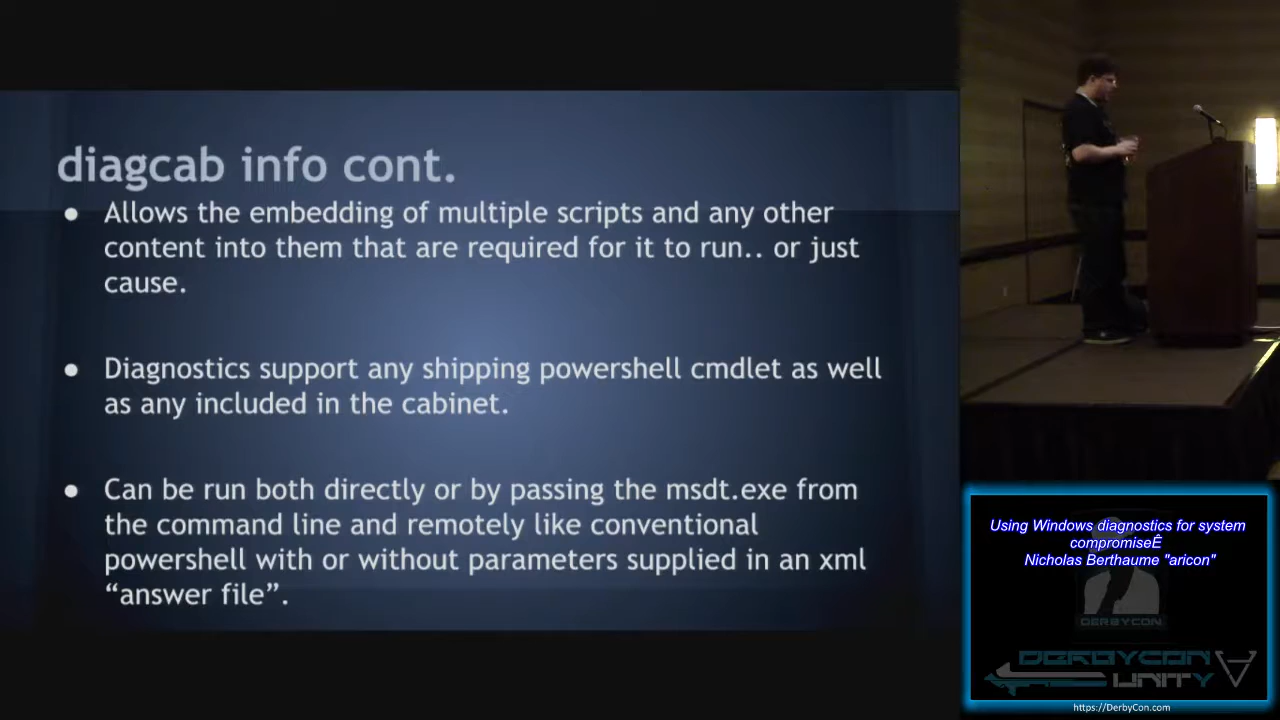 diagcab info cont.
● Allows the embedding of multiple scripts and any other
content into them that are required for it to run.. or just
cause.
● Diagnostics support any shipping powershell cmdlet as well
as any included in the cabinet.
● Can be run both directly or by passing the msdt.exe from
the command line and remotely like conventional
powershell with or without parameters supplied in an xml
“answer file”.
Using Windows diagnostics for system
compromiseÊ
Nicholas Berthaume "aricon"
DERBYCON
DERBYCON
UNITY
https://DerbyCon.com